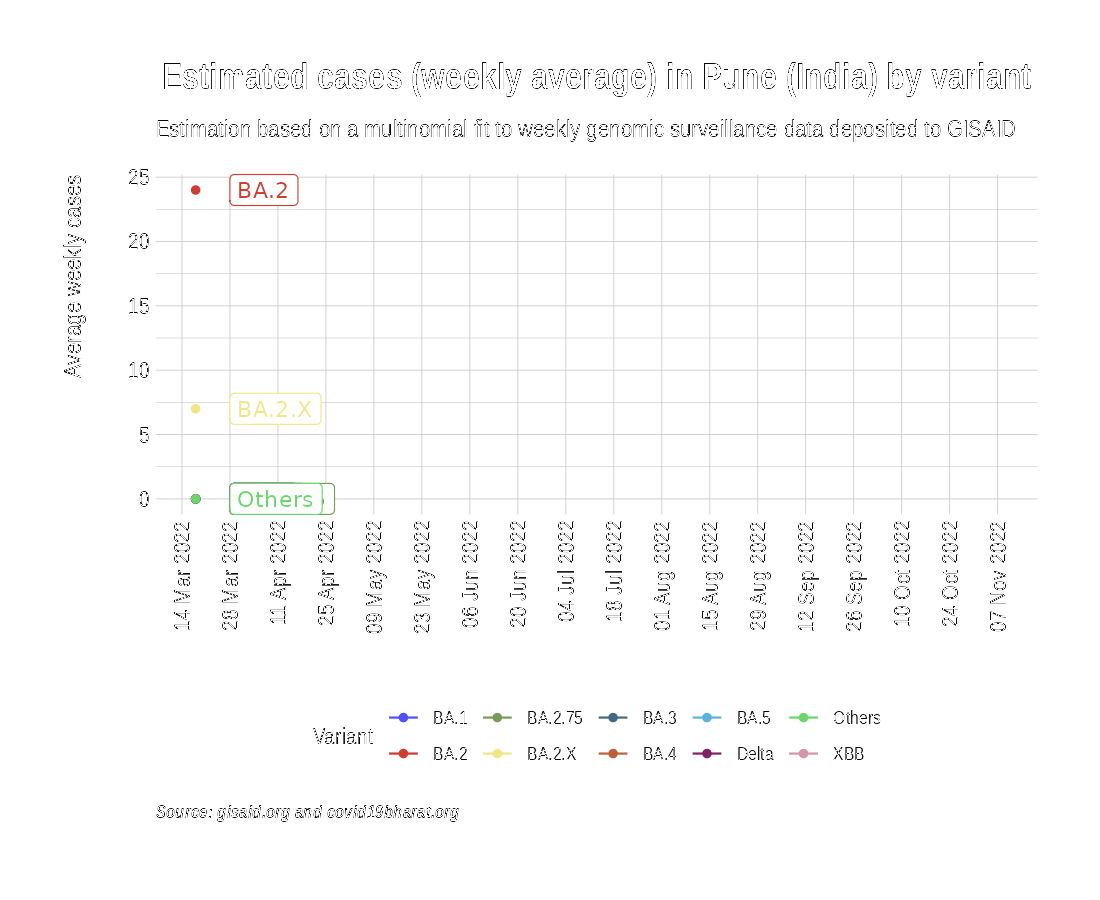 Estimated cases (weekly average) in Pune (India) by variant
Estimation based on a multinomial fit to weekly genomic surveillance data deposited to GISAID
Average weekly cases
25
20
15
10
5
0
BA.2
BA.2.X
Others
14 Mar 2022
28 Mar 2022
11 Apr 2022
25 Apr 2022
09 May 2022
23 May 2022
06 Jun 2022
20 Jun 2022
04 Jul 2022
18 Jul 2022
01 Aug 2022
15 Aug 2022
29 Aug 2022
12 Sep 2022
26 Sep 2022
10 Oct 2022
24 Oct 2022
07 Nov 2022
Variant
BA.1 BA.2.75 BA.3 BA.5 Others
BA.2 BA.2.X BA.4 Delta XBB
Source: gisaid.org and covid19bharat.org